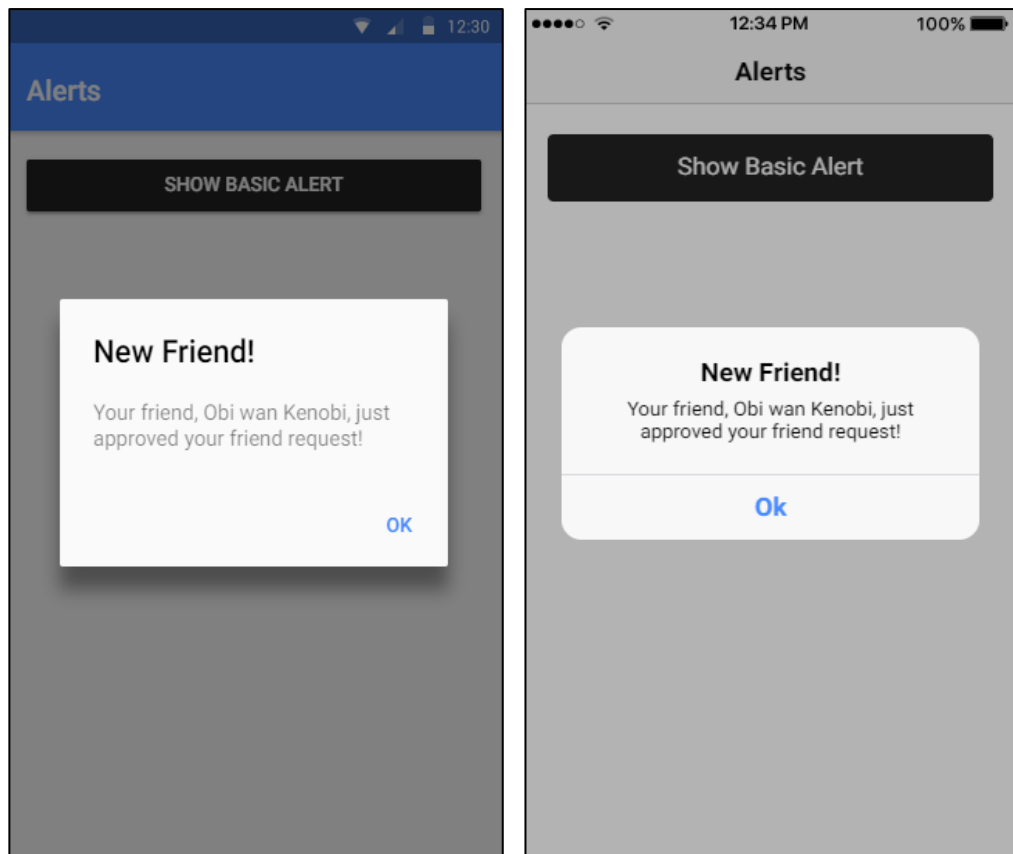 12:30
Alerts
SHOW BASIC ALERT
New Friend!
Your friend, Obi wan Kenobi, just
approved your friend request!
OK
12:34 PM
100%
Alerts
Show Basic Alert
New Friend!
Your friend, Obi wan Kenobi, just
approved your friend request!
Ok